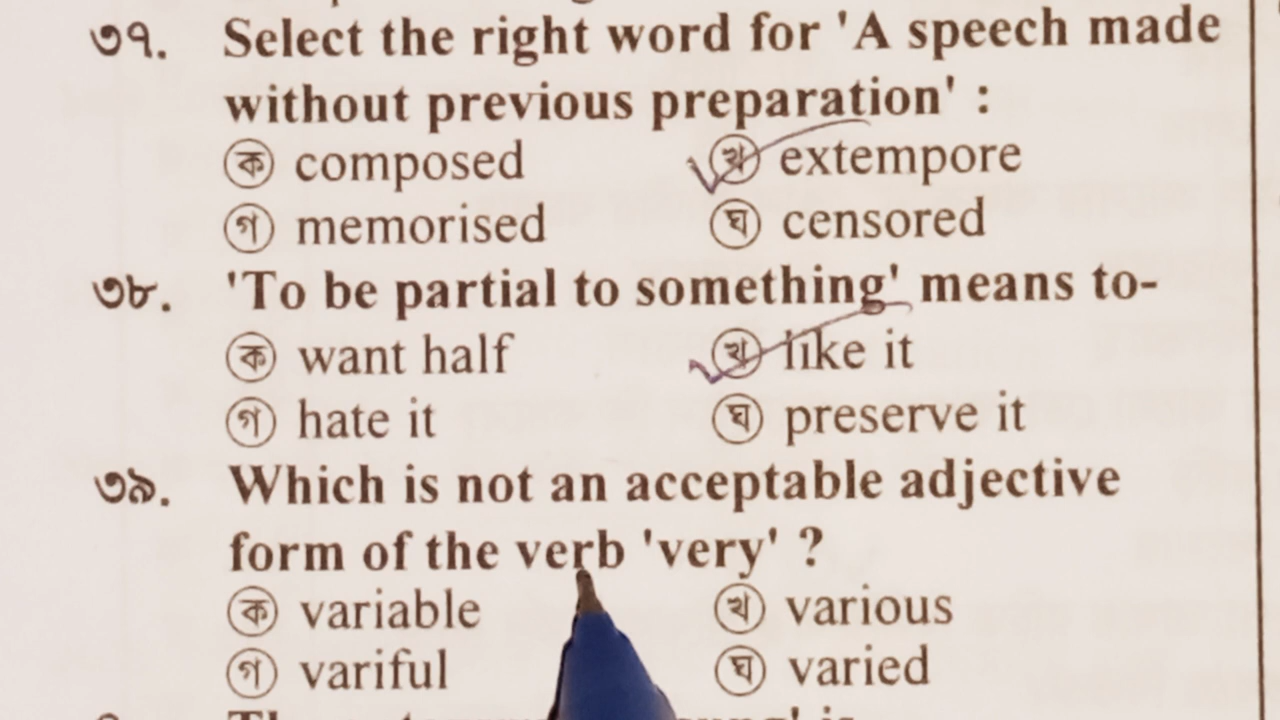 ৩৭. Select the right word for 'A speech made
without previous preparation' :
ক composed খ extempore
গ memorised ঘ censored
৩৮. 'To be partial to something' means to-
ক want half খ like it
গ hate it ঘ preserve it
৩৯. Which is not an acceptable adjective
form of the verb 'very' ?
ক variable খ various
গ variful ঘ varied